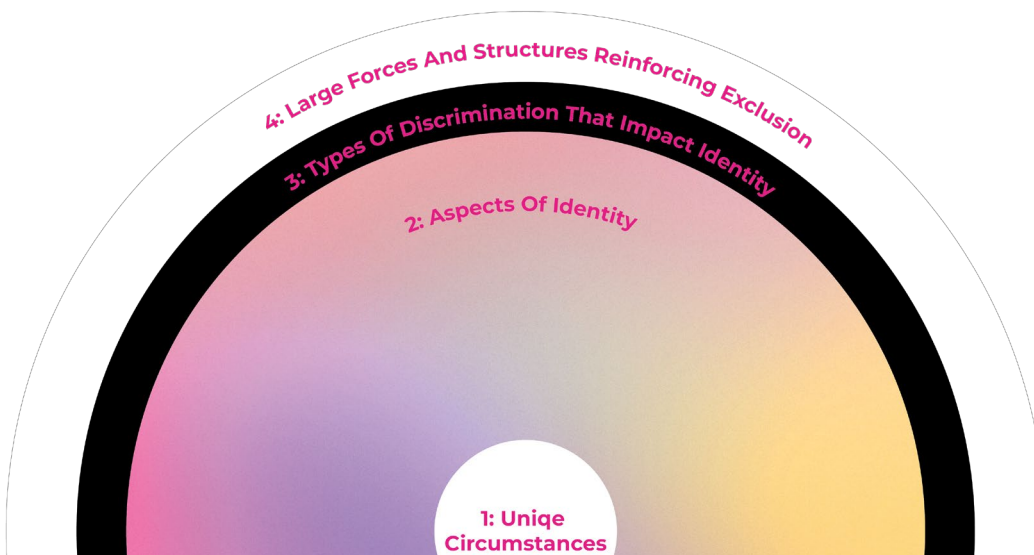 4: Large Forces And Structures Reinforcing Exclusion
3: Types Of Discrimination That Impact Identity
2: Aspects Of Identity
1: Uniqe
Circumstances